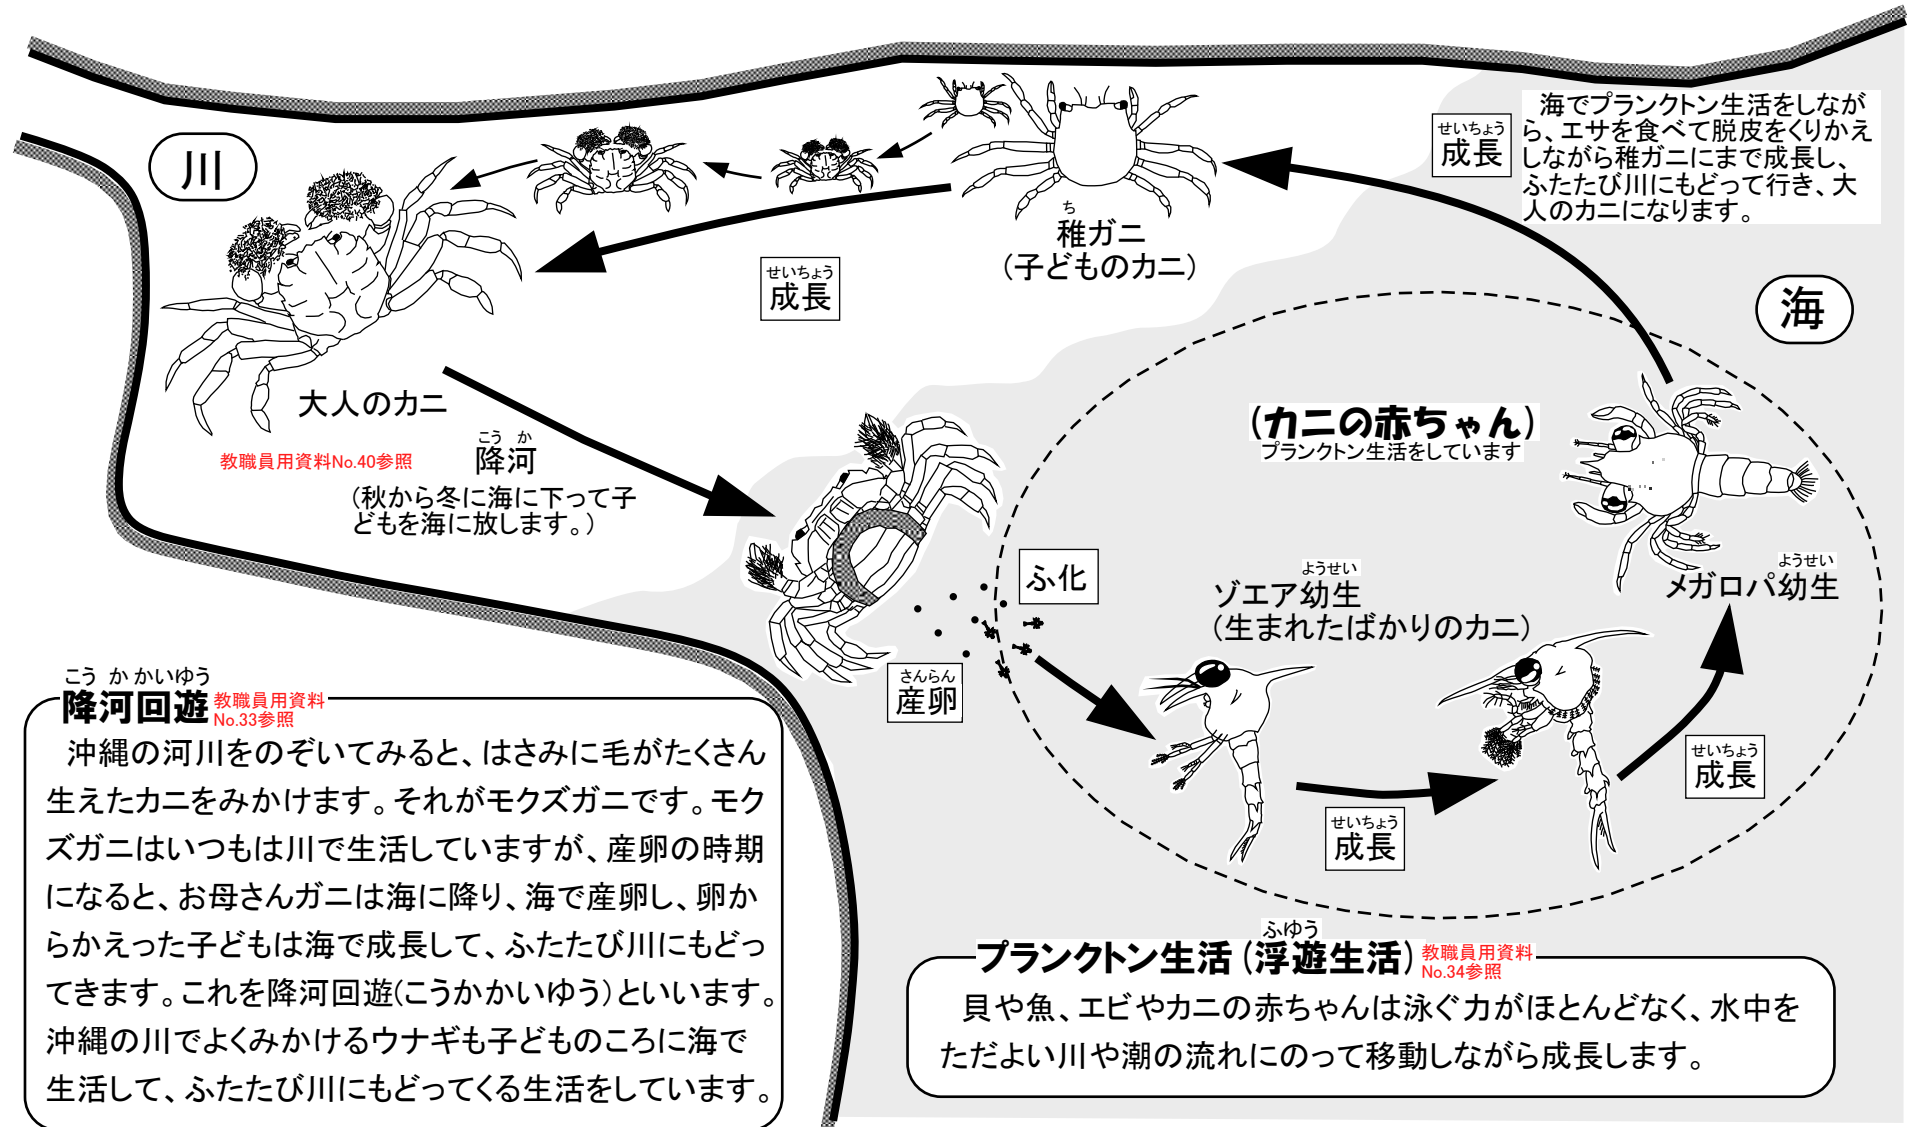 川
海
せいちょう
成長
海でプランクトン生活をしなが
ら、エサを食べて脱皮をくりかえ
しながら稚ガニにまで成長し、
ふたたび川にもどって行き、大
人のカニになります。
ち
稚ガニ
(子どものカニ)
せいちょう
成長
大人のカニ
教職員用資料No.40参照
こう か
降河
(秋から冬に海に下って子
どもを海に放します。)
(カニの赤ちゃん)
プランクトン生活をしています
ふ化
さんらん
産卵
ようせい
ゾエア幼生
(生まれたばかりのカニ)
せいちょう
成長
ようせい
メガロパ幼生
せいちょう
成長
こう か かいゆう
降河回遊
教職員用資料
No.33参照
沖縄の河川をのぞいてみると、はさみに毛がたくさん
生えたカニをみかけます。それがモクズガニです。モク
ズガニはいつもは川で生活していますが、産卵の時期
になると、お母さんガニは海に降り、海で産卵し、卵か
らかえった子どもは海で成長して、ふたたび川にもどっ
てきます。これを降河回遊(こうかかいゆう)といいます。
沖縄の川でよくみかけるウナギも子どものころに海で
生活して、ふたたび川にもどってくる生活をしています。
ふゆう
プランクトン生活(浮遊生活)
教職員用資料
No.34参照
貝や魚、エビやカニの赤ちゃんは泳ぐ力がほとんどなく、水中を
ただよい川や潮の流れにのって移動しながら成長します。